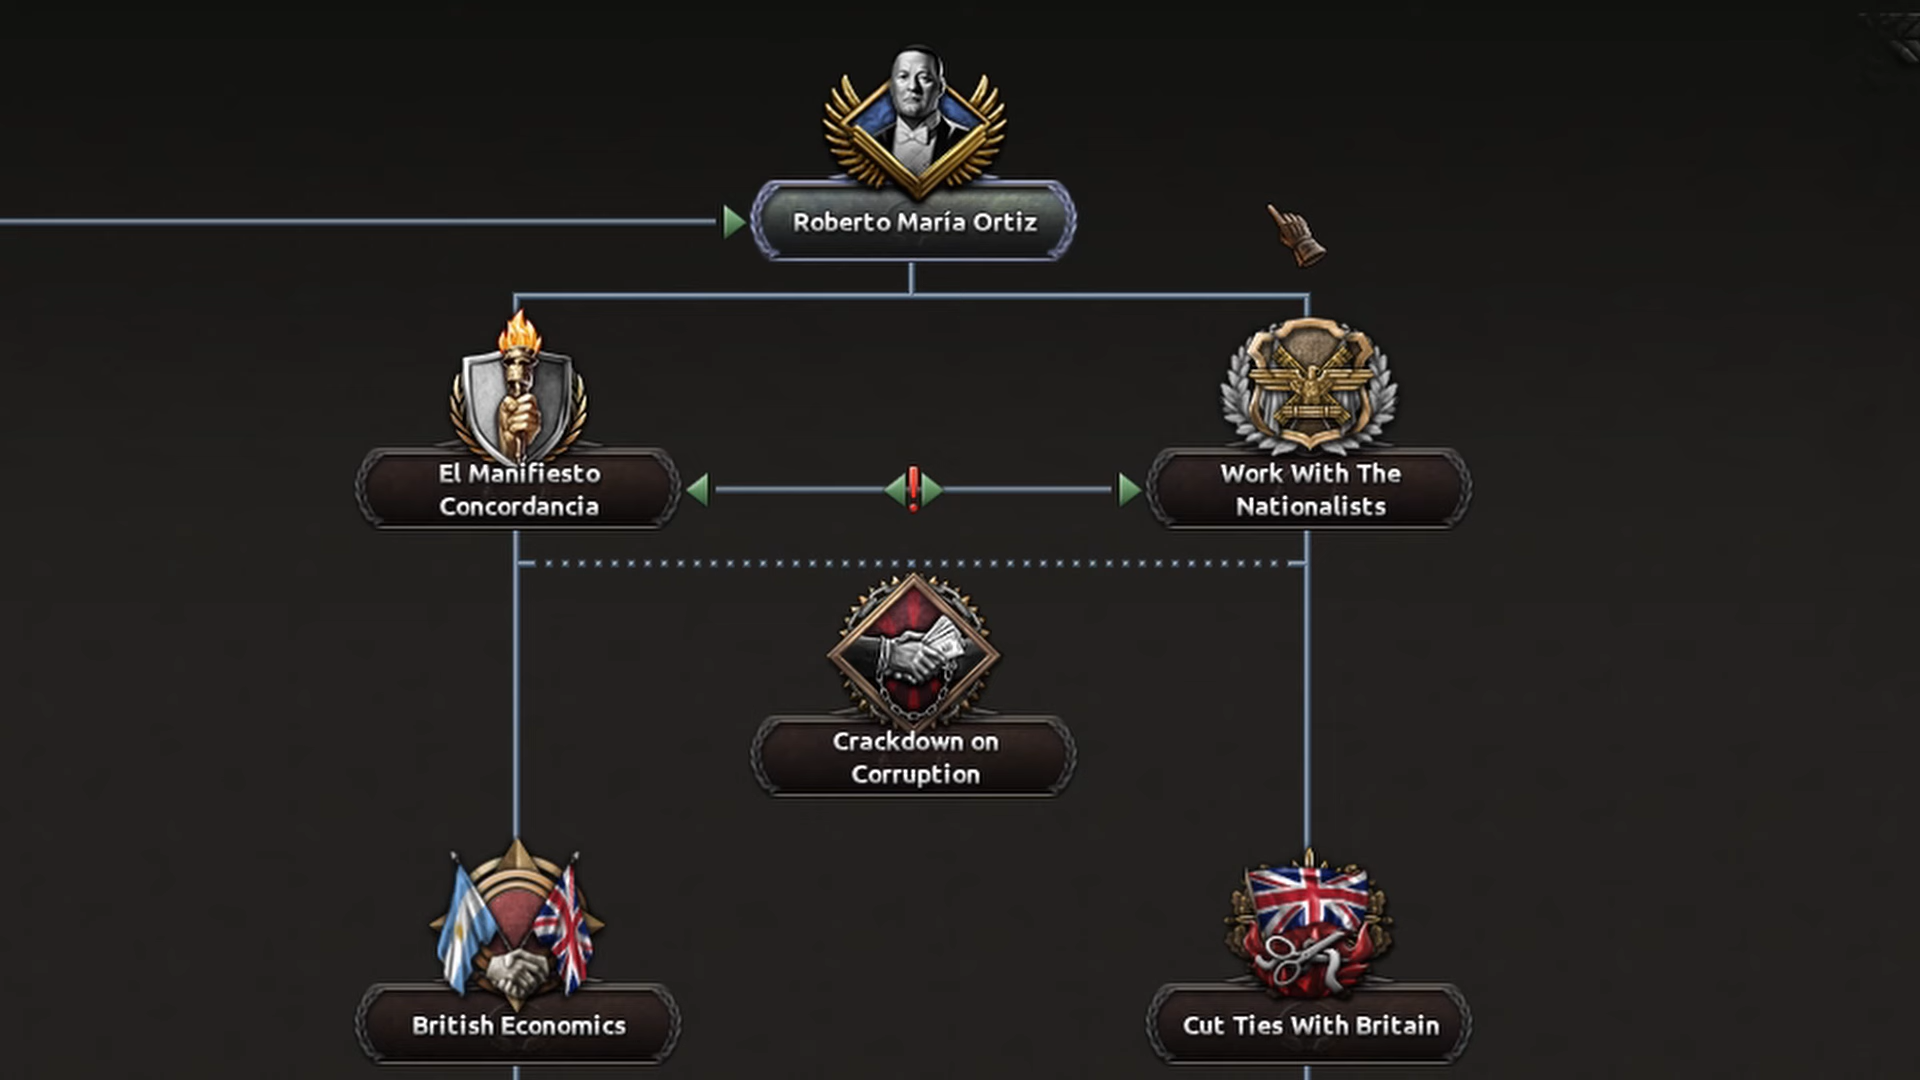 Roberto María Ortiz
El Manifiesto
Concordancia
Work With The
Nationalists
Crackdown on
Corruption
British Economics
Cut Ties With Britain